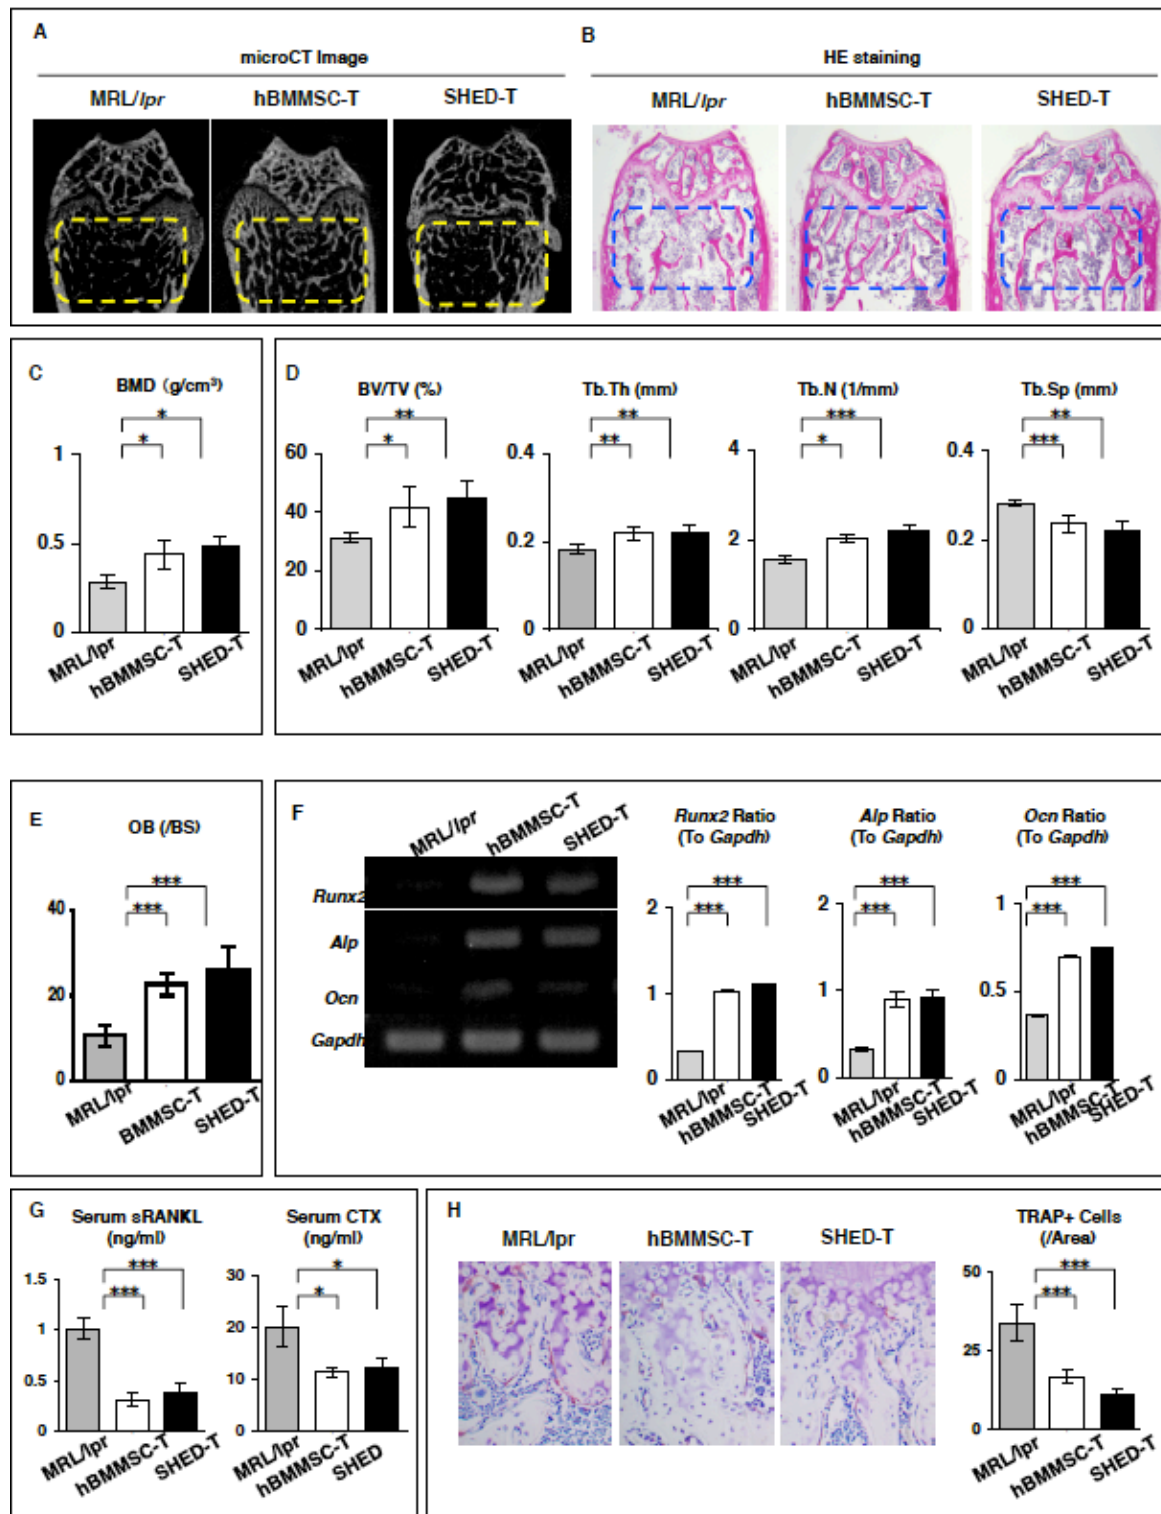 A
microCT Image
MRL/lpr hBMMSC-T SHED-T
B
HE staining
MRL/lpr hBMMSC-T SHED-T
C
BMD (g/cm³)
*
*
1
0.5
0
MRL/lpr
hBMMSC-T
SHED-T
D
BV/TV (%)
**
*
60
40
20
0
MRL/lpr
hBMMSC-T
SHED-T
Tb.Th (mm)
**
**
0.4
0.2
0
MRL/lpr
hBMMSC-T
SHED-T
Tb.N (1/mm)
***
*
4
2
0
MRL/lpr
hBMMSC-T
SHED-T
Tb.Sp (mm)
**
***
0.4
0.2
0
MRL/lpr
hBMMSC-T
SHED-T
E
OB (/BS)
***
***
40
20
0
MRL/lpr
BMMSC-T
SHED-T
F
MRL/lpr
hBMMSC-T
SHED-T
Runx2
Alp
Ocn
Gapdh
Runx2 Ratio
(To Gapdh)
***
***
2
1
0
MRL/lpr
hBMMSC-T
SHED-T
Alp Ratio
(To Gapdh)
***
***
2
1
0
MRL/lpr
hBMMSC-T
SHED-T
Ocn Ratio
(To Gapdh)
***
***
1
0.5
0
MRL/lpr
hBMMSC-T
SHED-T
G
Serum sRANKL
(ng/ml)
***
***
1.5
1
0.5
0
MRL/lpr
hBMMSC-T
SHED-T
Serum CTX
(ng/ml)
*
*
30
20
10
0
MRL/lpr
hBMMSC-T
SHED
H
MRL/lpr hBMMSC-T SHED-T
TRAP+ Cells
(/Area)
***
***
50
25
0
MRL/lpr
hBMMSC-T
SHED-T